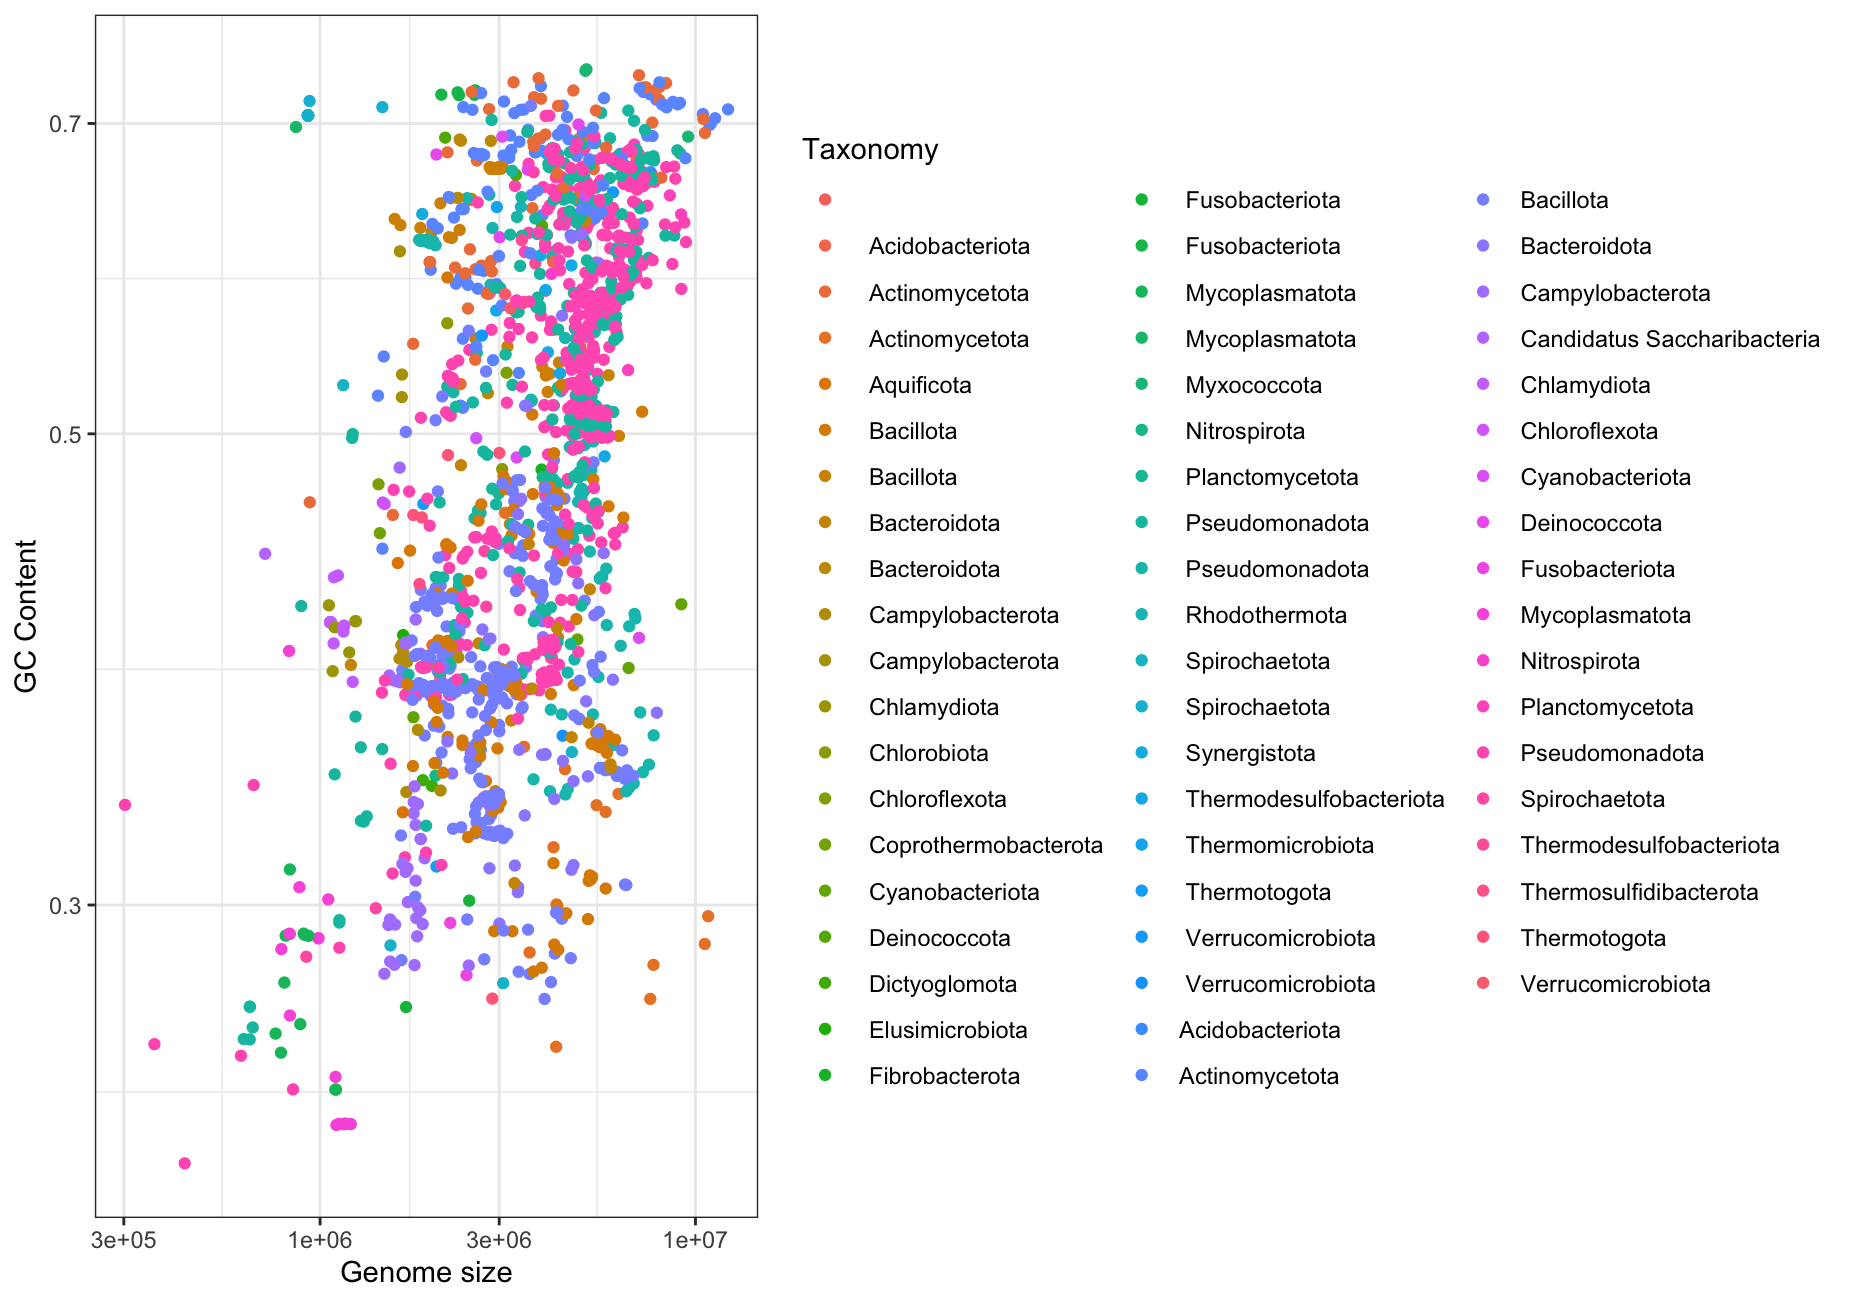 0.7
0.5
0.3
GC Content
3e+05
1e+06
3e+06
1e+07
Genome size
Taxonomy
Acidobacteriota
Actinomycetota
Actinomycetota
Aquificota
Bacillota
Bacillota
Bacteroidota
Bacteroidota
Campylobacterota
Campylobacterota
Chlamydiota
Chlorobiota
Chloroflexota
Coprothermobacterota
Cyanobacteriota
Deinococcota
Dictyoglomota
Elusimicrobiota
Fibrobacterota
Fusobacteriota
Fusobacteriota
Mycoplasmatota
Mycoplasmatota
Myxococcota
Nitrospirota
Planctomycetota
Pseudomonadota
Pseudomonadota
Rhodothermota
Spirochaetota
Spirochaetota
Synergistota
Thermodesulfobacteriota
Thermomicrobiota
Thermotogota
Verrucomicrobiota
Verrucomicrobiota
Acidobacteriota
Actinomycetota
Bacillota
Bacteroidota
Campylobacterota
Candidatus Saccharibacteria
Chlamydiota
Chloroflexota
Cyanobacteriota
Deinococcota
Fusobacteriota
Mycoplasmatota
Nitrospirota
Planctomycetota
Pseudomonadota
Spirochaetota
Thermodesulfobacteriota
Thermosulfidibacterota
Thermotogota
Verrucomicrobiota